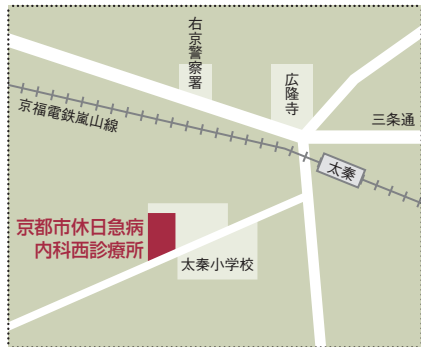 右京警察署
広隆寺
三条通
京福電鉄嵐山線
太秦
京都市休日急病
内科西診療所
太秦小学校